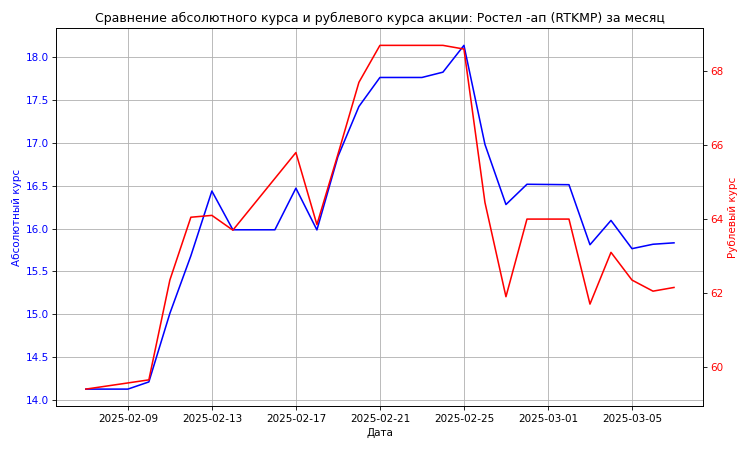 Сравнение абсолютного курса и рублевого курса акции: Ростел -ап (RTKMP) за месяц
Абсолютный курс
18.0
17.5
17.0
16.5
16.0
15.5
15.0
14.5
14.0
68
66
64
62
60
Рублевый курс
2025-02-09 2025-02-13 2025-02-17 2025-02-21 2025-02-25 2025-03-01 2025-03-05
Дата